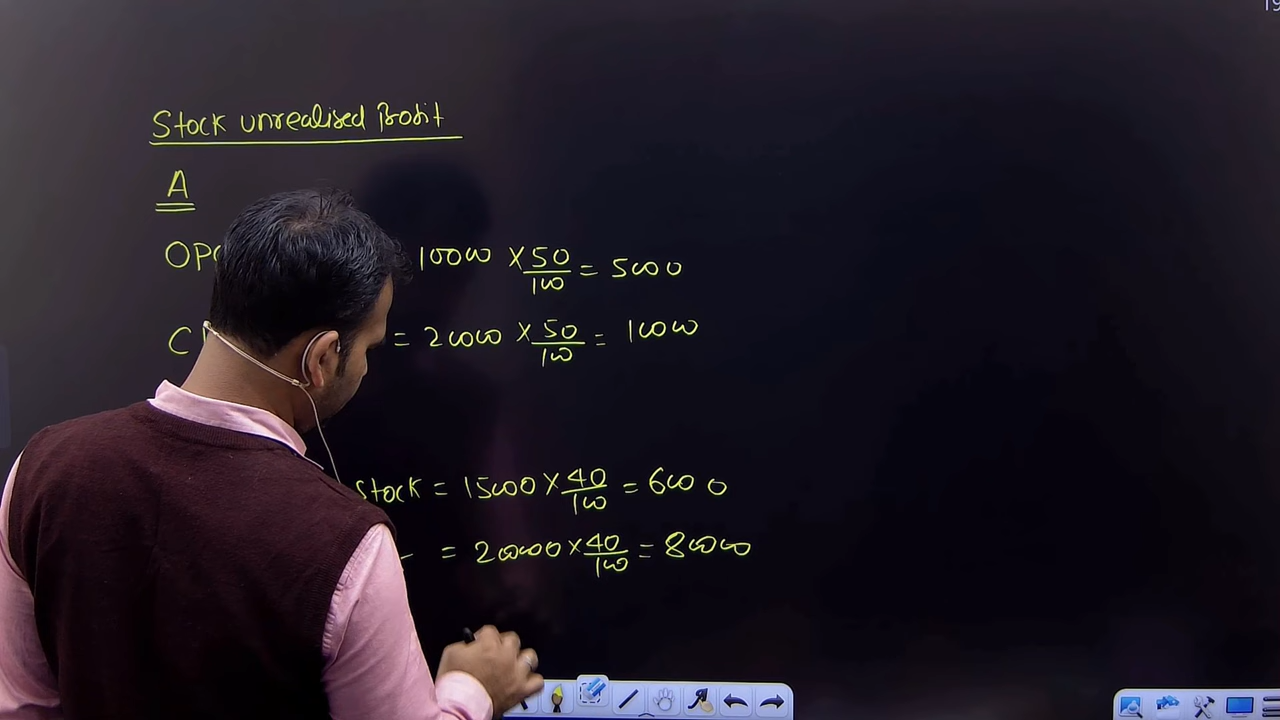 Stock unrealised Profit
A
10000 × 50/100 = 5000
= 20000 × 50/100 = 10000
Stock = 15000 × 40/100 = 6000
= 20000 × 40/100 = 8000